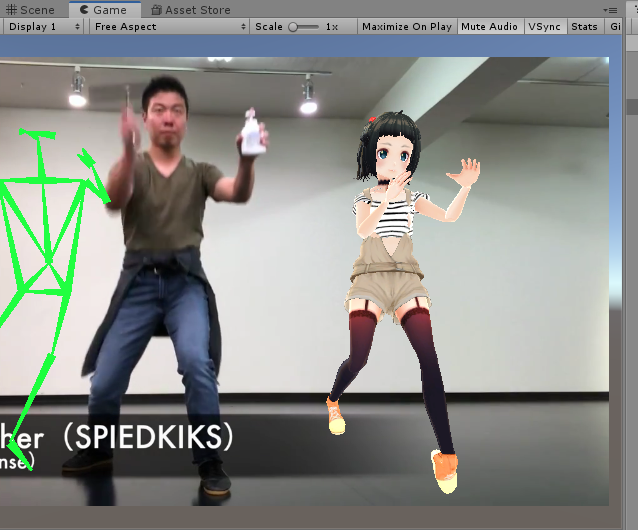 Scene Game Asset Store
Display 1 Free Aspect Scale 1x Maximize On Play Mute Audio VSync Stats Gi
her（SPIEDKIKS）
nse）